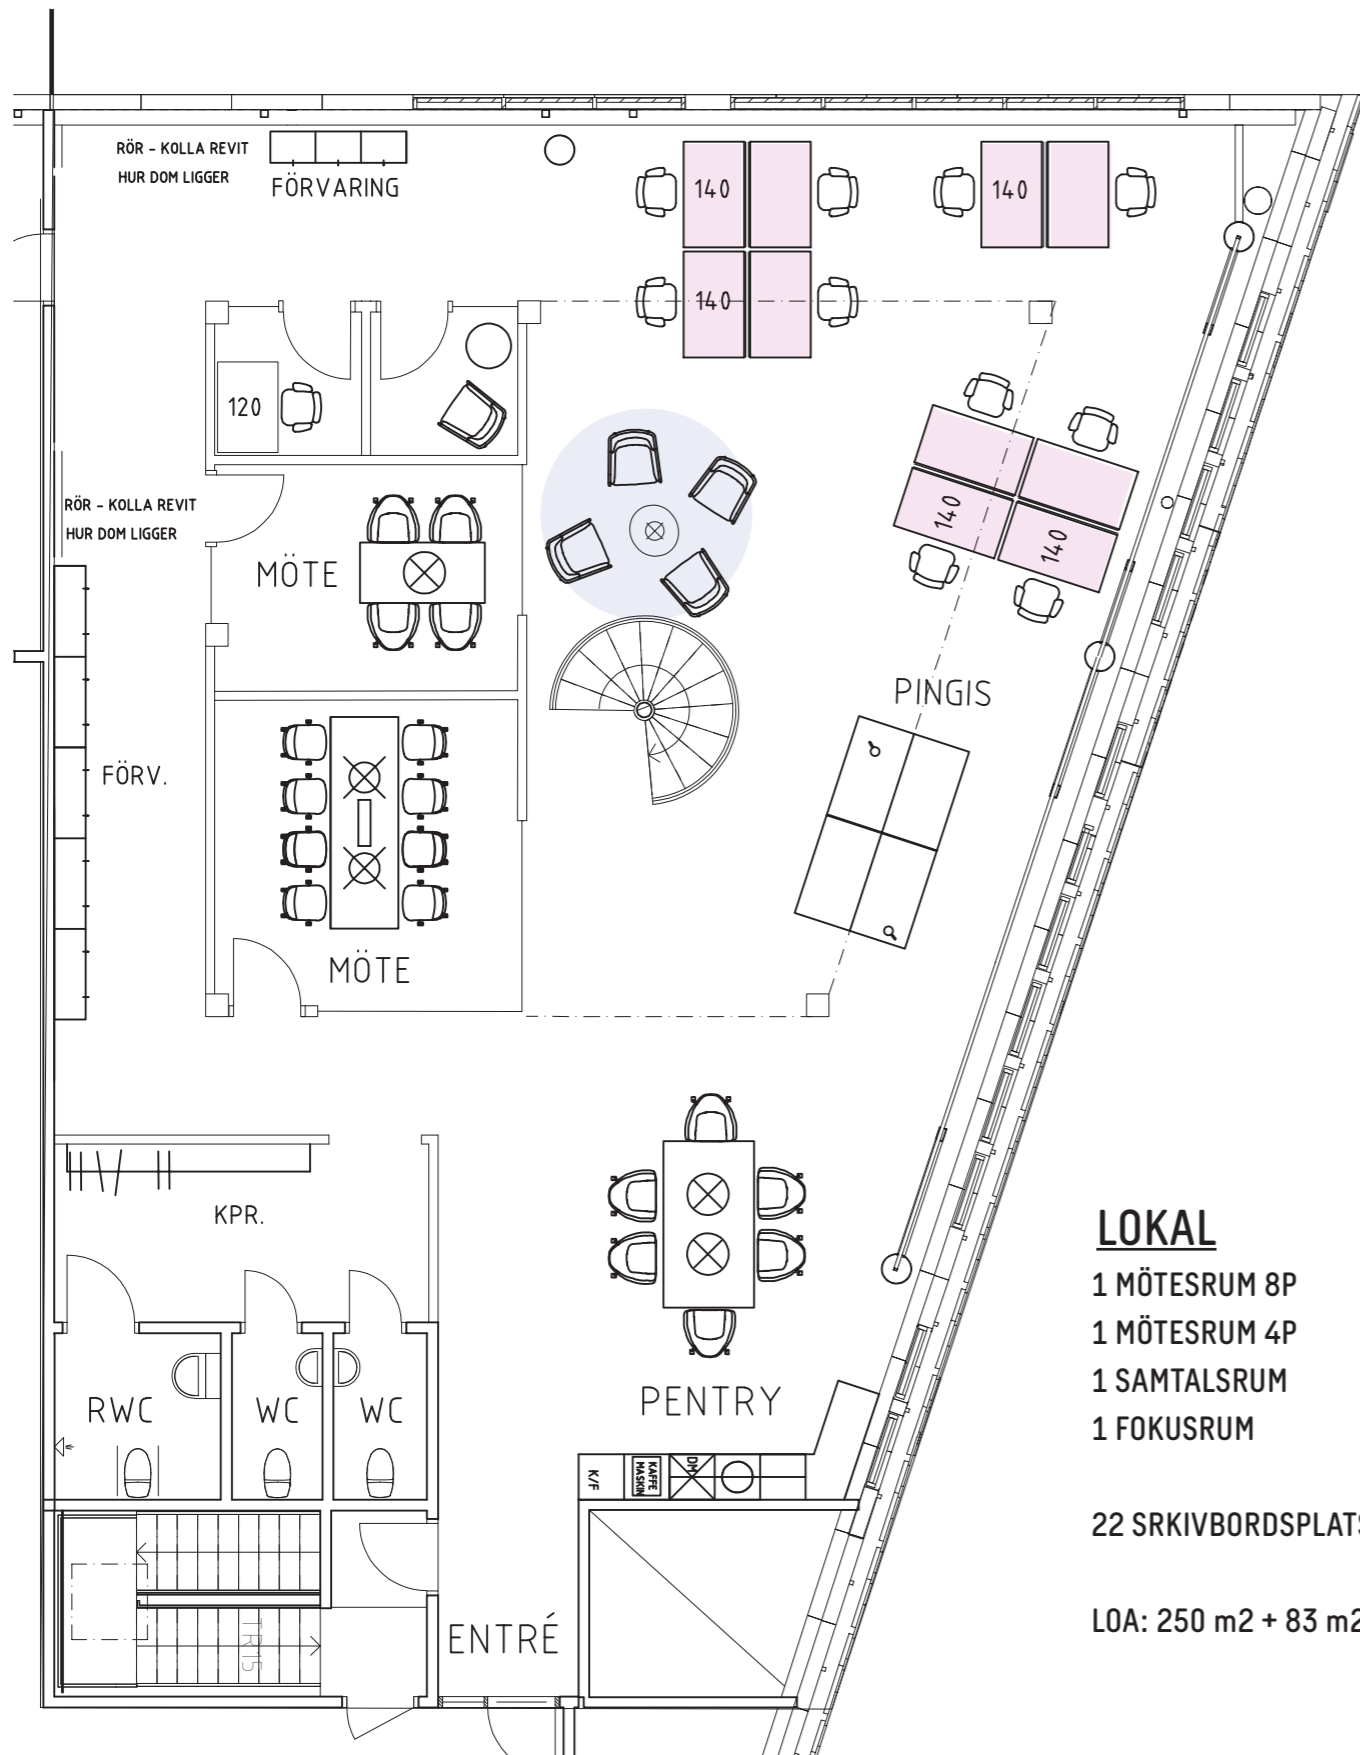 RÖR - KOLLA REVIT
HUR DOM LIGGER
FÖRVARING
140
140
140
120
RÖR - KOLLA REVIT
HUR DOM LIGGER
MÖTE
140
140
PINGIS
FÖRV.
MÖTE
KPR.
RWC
WC
WC
PENTRY
K/F
KAFFE
MASKIN
DM
TR15
ENTRÉ
LOKAL
1 MÖTESRUM 8P
1 MÖTESRUM 4P
1 SAMTALSRUM
1 FOKUSRUM
22 SRKIVBORDSPLATS
LOA: 250 m2 + 83 m2